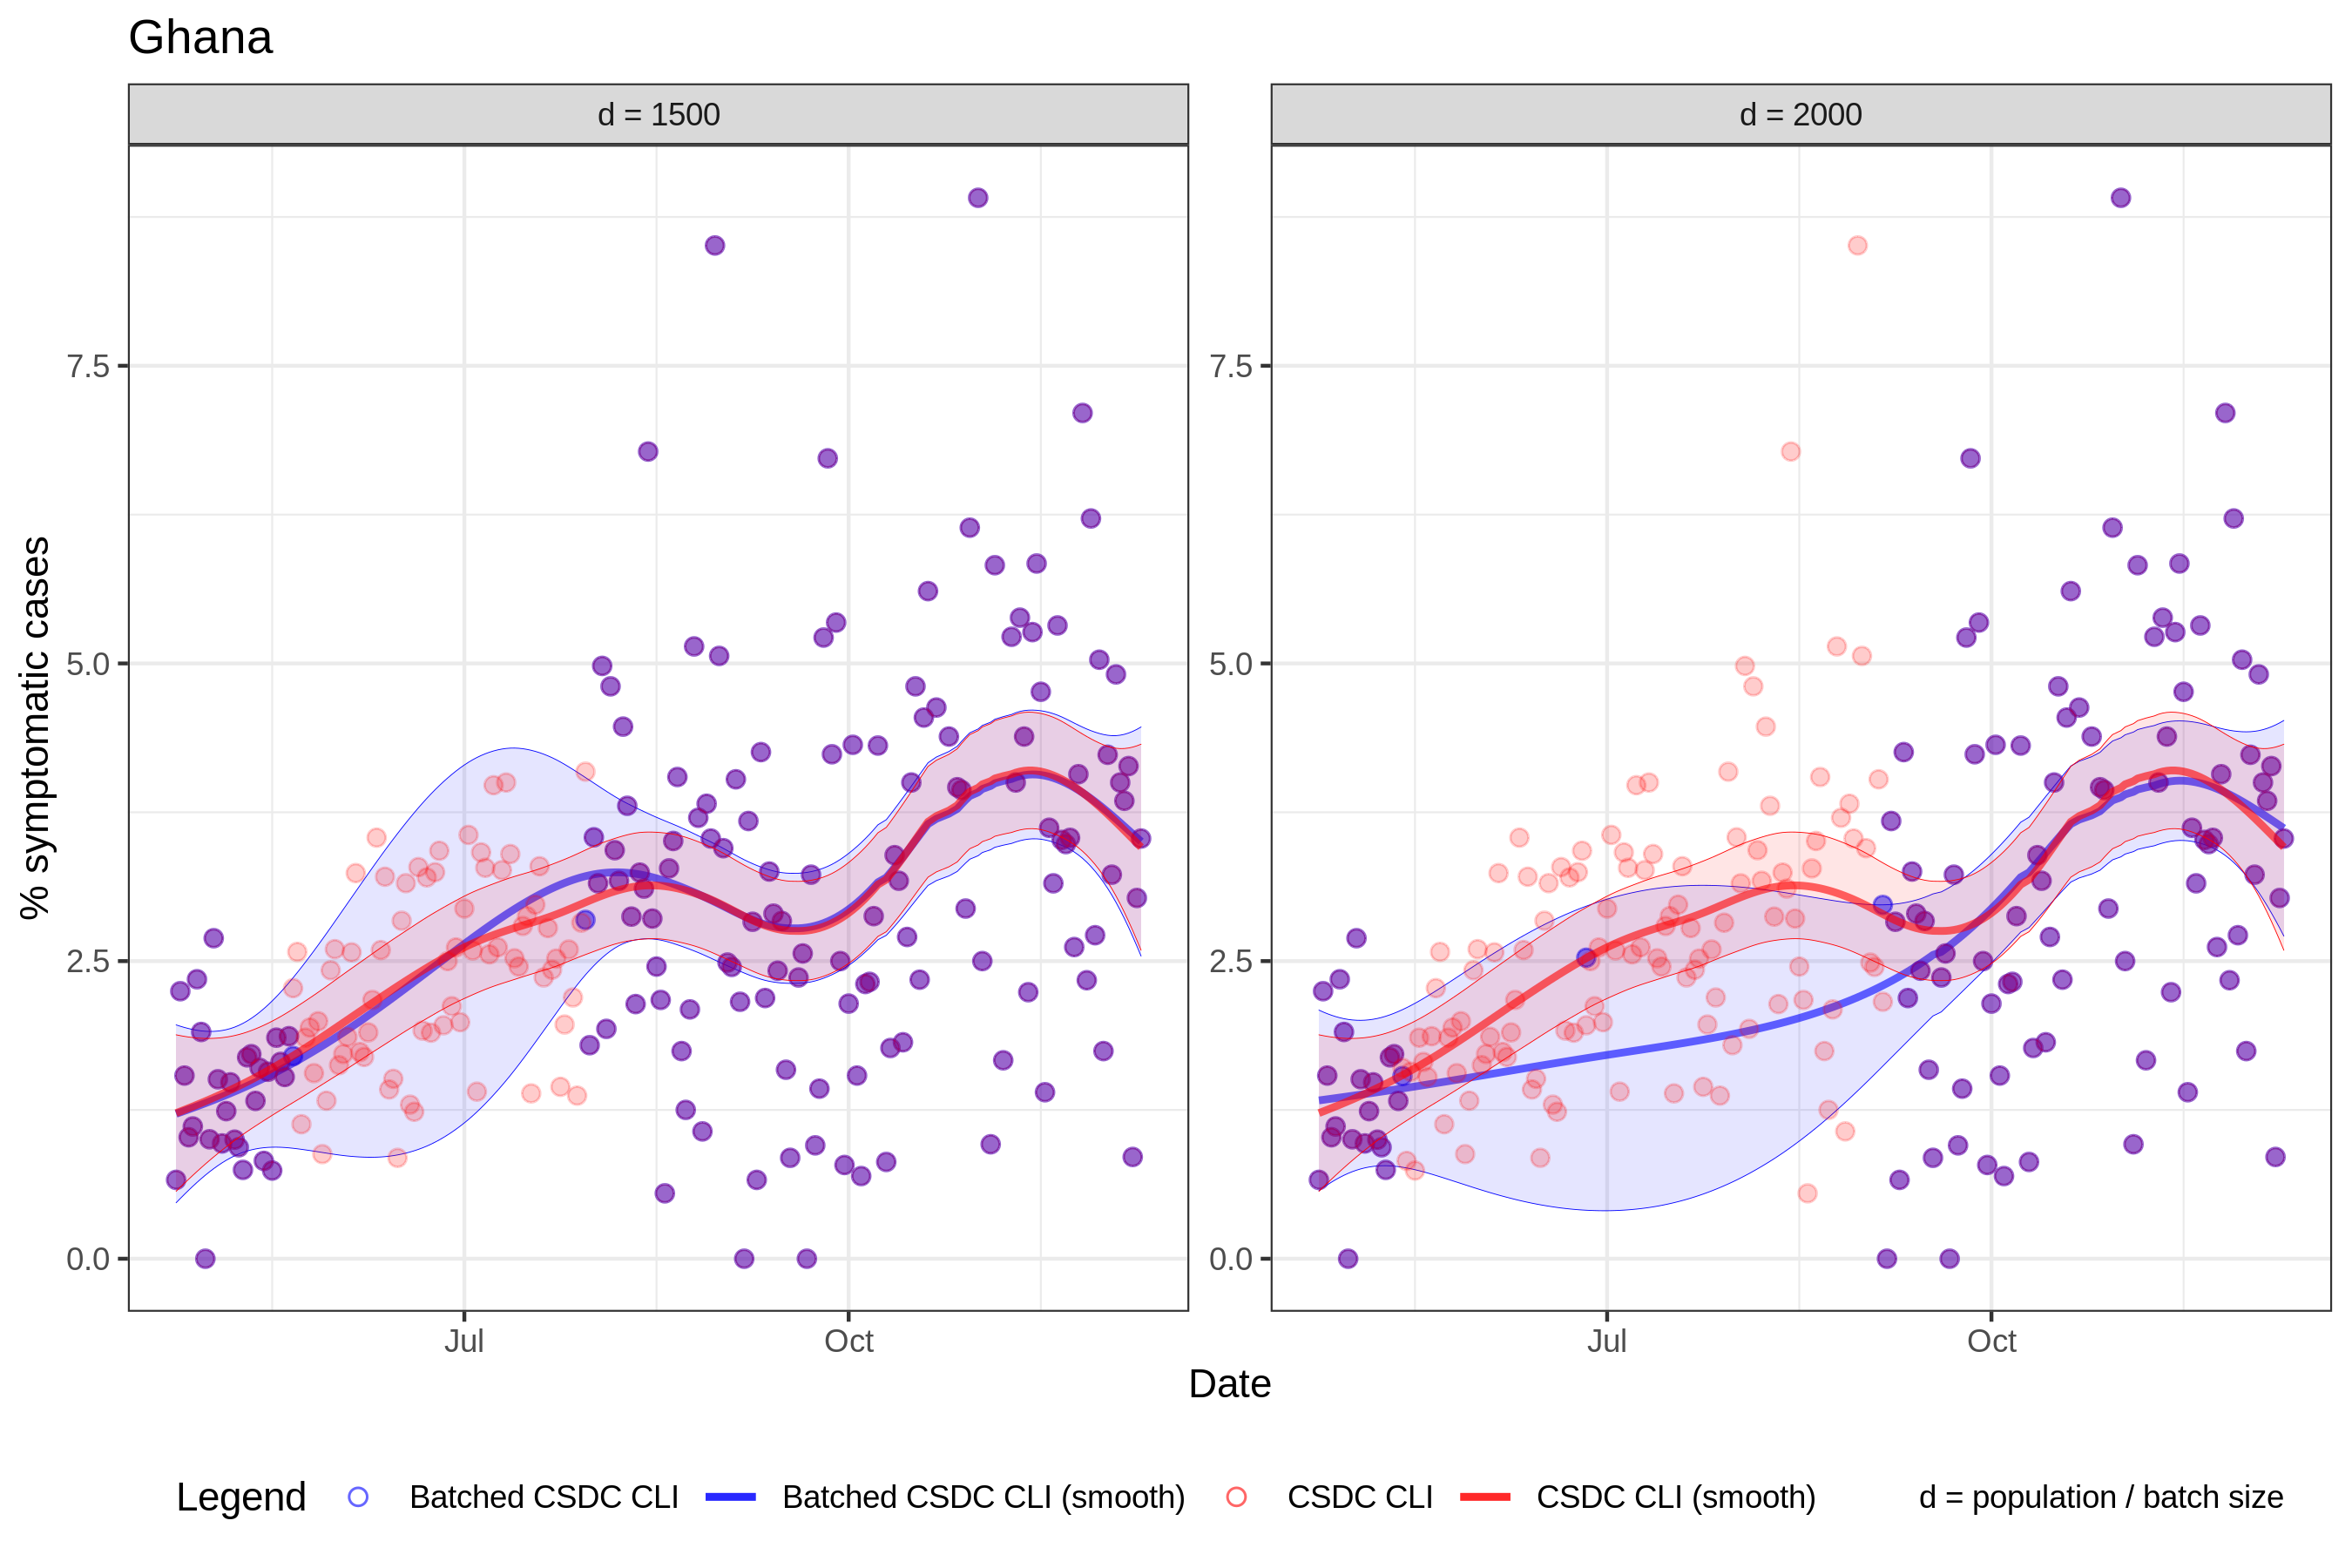 Ghana
d = 1500
d = 2000
% symptomatic cases
7.5
5.0
2.5
0.0
7.5
5.0
2.5
0.0
Jul
Oct
Jul
Oct
Date
Legend
Batched CSDC CLI
Batched CSDC CLI (smooth)
CSDC CLI
CSDC CLI (smooth)
d = population / batch size